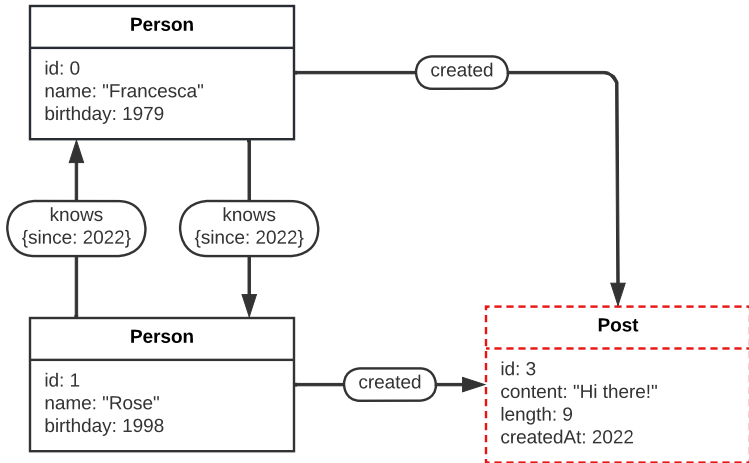 Person
id: 0
name: "Francesca"
birthday: 1979
created
knows
{since: 2022}
knows
{since: 2022}
Person
id: 1
name: "Rose"
birthday: 1998
created
Post
id: 3
content: "Hi there!"
length: 9
createdAt: 2022